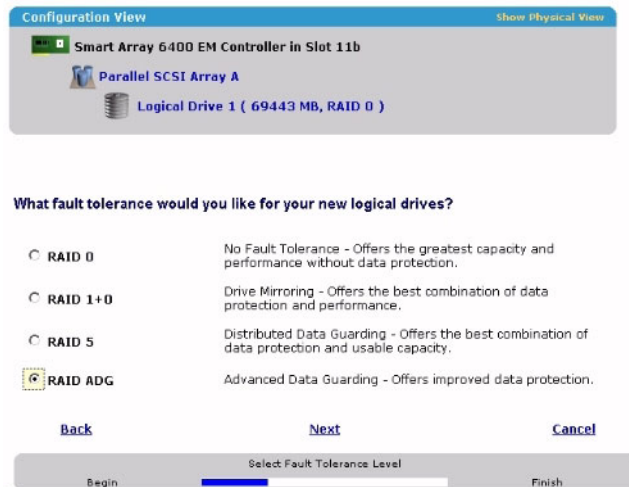 Configuration View
Show Physical View
Smart Array 6400 EM Controller in Slot 11b
Parallel SCSI Array A
Logical Drive 1 ( 69443 MB, RAID 0 )
What fault tolerance would you like for your new logical drives?
RAID 0
No Fault Tolerance - Offers the greatest capacity and
performance without data protection.
RAID 1+0
Drive Mirroring - Offers the best combination of data
protection and performance.
RAID 5
Distributed Data Guarding - Offers the best combination of
data protection and usable capacity.
RAID ADG
Advanced Data Guarding - Offers improved data protection.
Back
Next
Cancel
Select Fault Tolerance Level
Begin
Finish